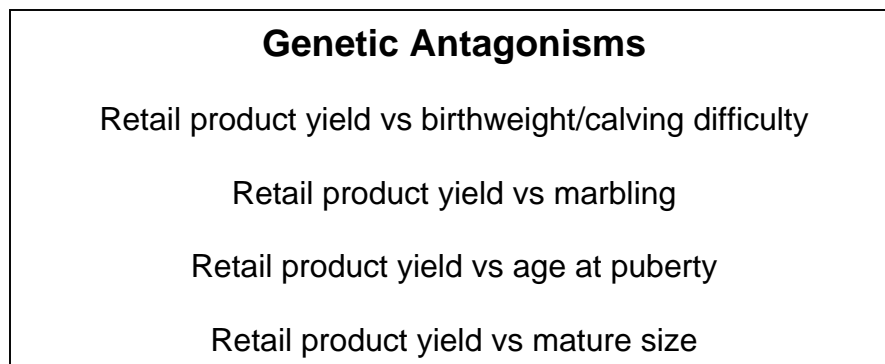 Genetic Antagonisms
Retail product yield vs birthweight/calving difficulty
Retail product yield vs marbling
Retail product yield vs age at puberty
Retail product yield vs mature size